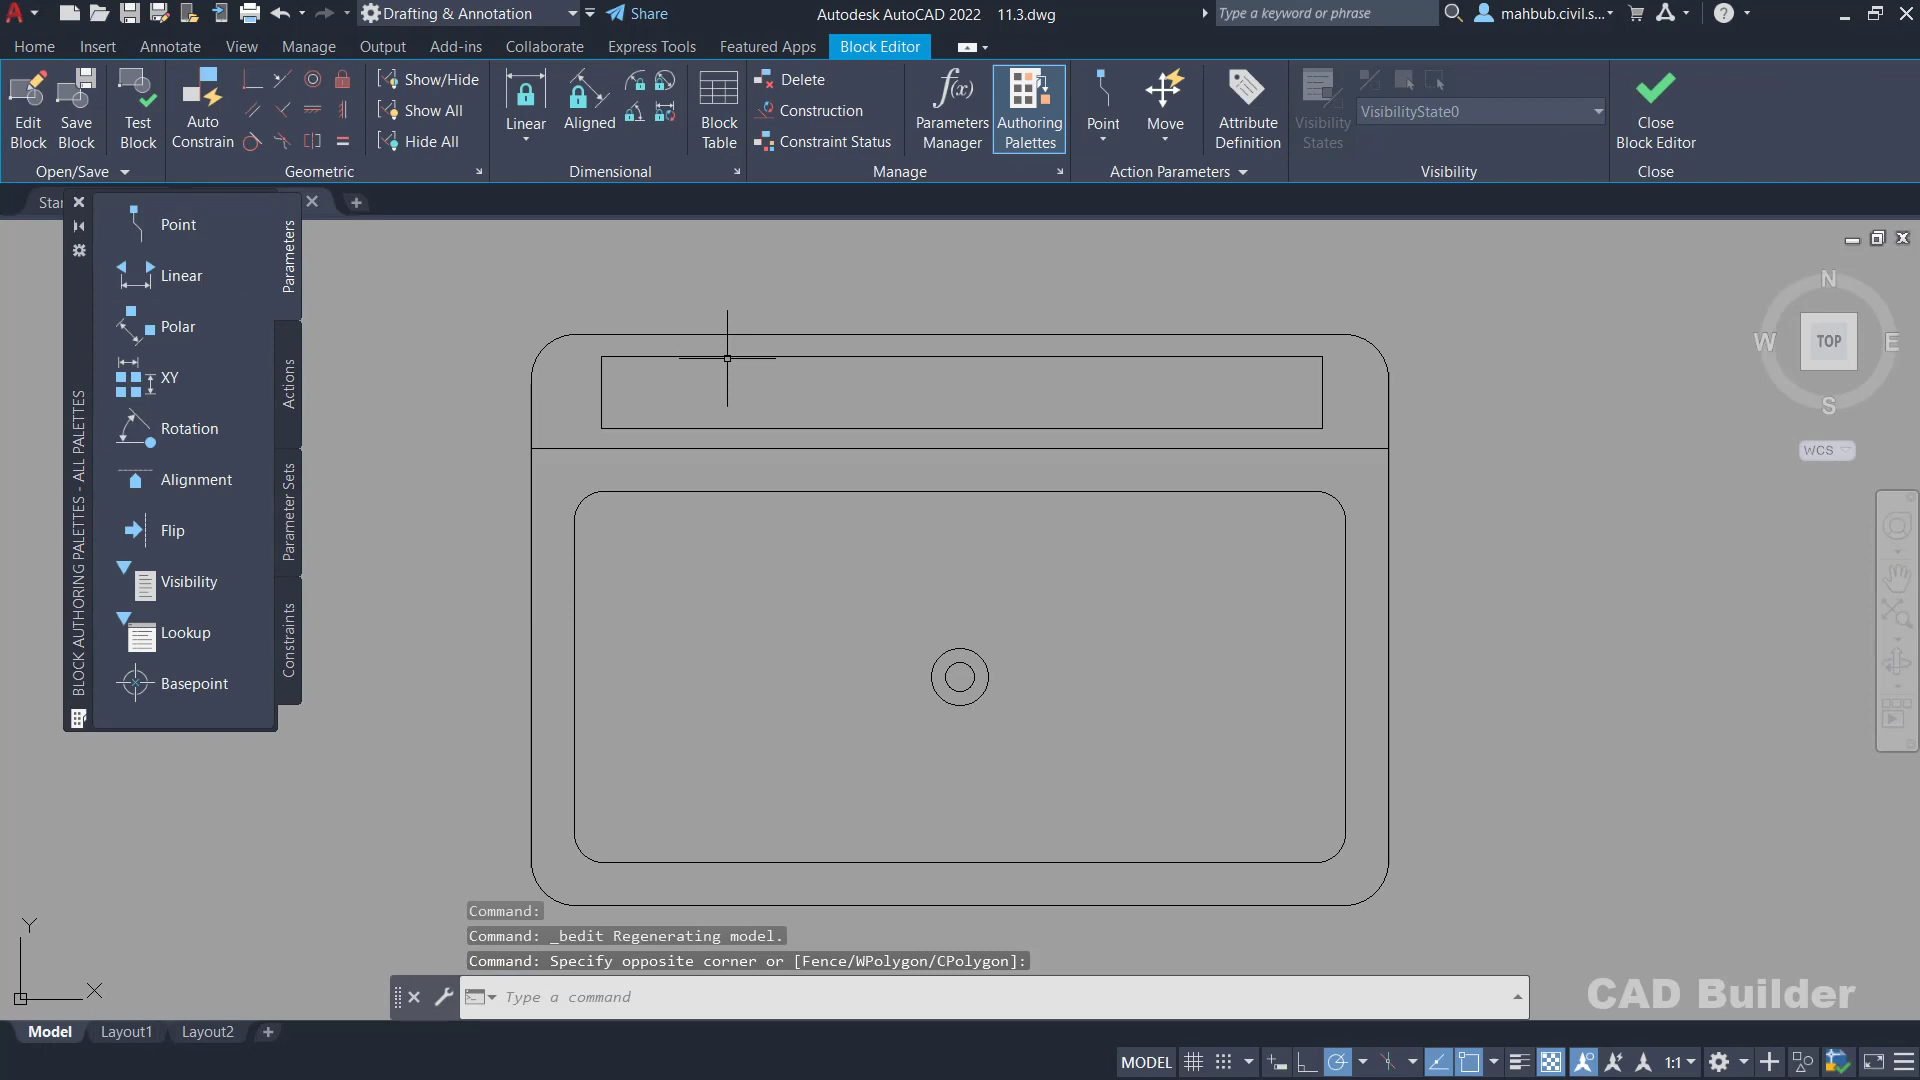 Drafting & Annotation
Share
Autodesk AutoCAD 2022 11.3.dwg
Type a keyword or phrase
mahbub.civil.s...
Home Insert Annotate View Manage Output Add-ins Collaborate Express Tools Featured Apps Block Editor
Edit Block
Save Block
Test Block
Auto Constrain
Show/Hide
Show All
Hide All
Linear
Aligned
Block Table
Delete
Construction
Constraint Status
Parameters Manager
Authoring Palettes
Point
Move
Attribute Definition
Visibility States
VisibilityState0
Close Block Editor
Open/Save
Geometric
Dimensional
Manage
Action Parameters
Visibility
Close
Star
Point
Linear
Polar
XY
Rotation
Alignment
Flip
Visibility
Lookup
Basepoint
Parameters
Actions
Parameter Sets
Constraints
BLOCK AUTHORING PALETTES - ALL PALETTES
N
W TOP E
S
WCS
Command:
Command: _bedit Regenerating model.
Command: Specify opposite corner or [Fence/WPolygon/CPolygon]:
Type a command
Y
X
CAD Builder
Model Layout1 Layout2
MODEL
1:1